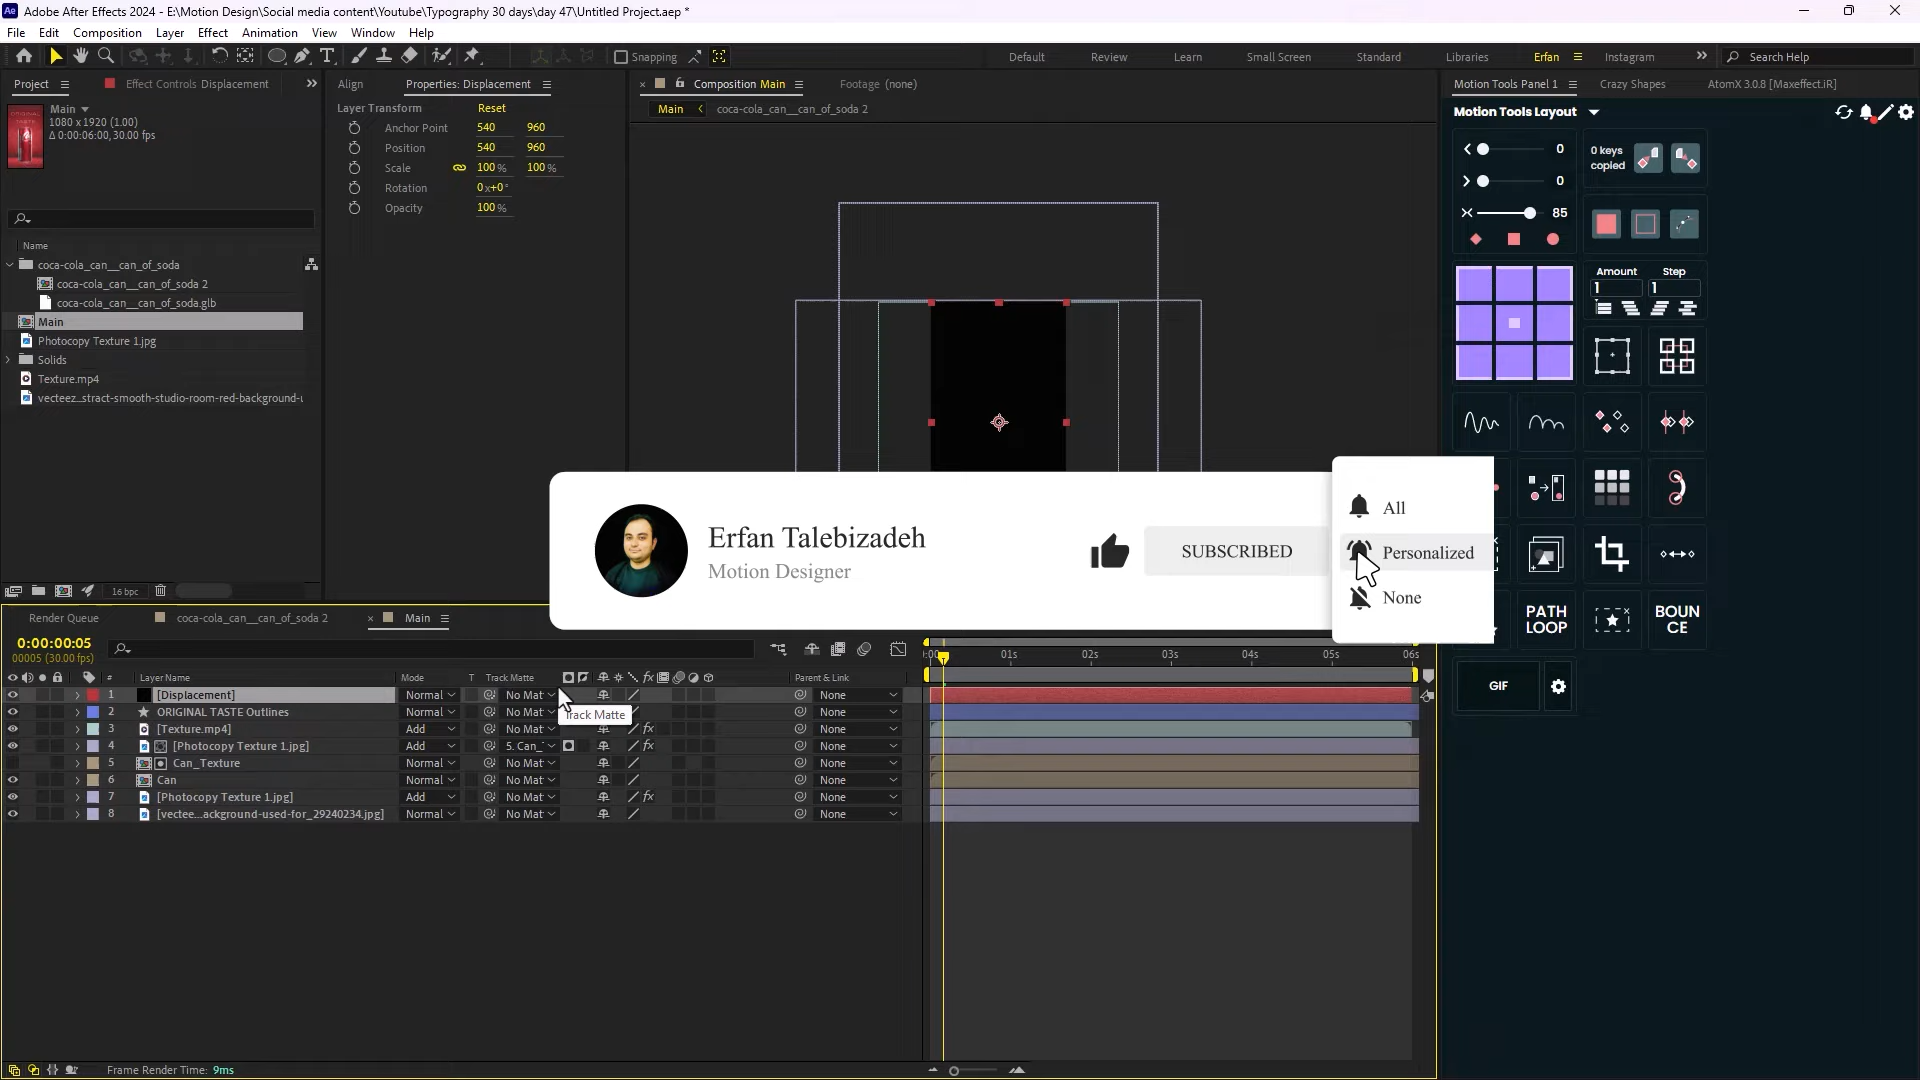 Adobe After Effects 2024 - E:\Motion Design\Social media content\Youtube\Typography 30 days\day 47\Untitled Project.aep *
File Edit Composition Layer Effect Animation View Window Help
Snapping
Default Review Learn Small Screen Standard Libraries Erfan Instagram
Search Help
Project
Effect Controls Displacement
Align
Properties: Displacement
Composition Main
Footage (none)
Motion Tools Panel 1
Crazy Shapes
AtomX 3.0.8 [Maxeffect.iR]
Main
1080 x 1920 (1.00)
Δ 0:00:06:00, 30.00 fps
Layer Transform Reset
Anchor Point 540 960
Position 540 960
Scale 100 % 100 %
Rotation 0x+0°
Opacity 100 %
Main coca-cola_can__can_of_soda 2
Motion Tools Layout
0
0
85
0 keys
copied
Amount Step
1 1
Name
coca-cola_can__can_of_soda
coca-cola_can__can_of_soda 2
coca-cola_can__can_of_soda.glb
Main
Photocopy Texture 1.jpg
Solids
Texture.mp4
vecteez...stract-smooth-studio-room-red-background-u
16 bpc
Erfan Talebizadeh
Motion Designer
SUBSCRIBED
All
Personalized
None
PATH
LOOP
BOUN
CE
GIF
Render Queue
coca-cola_can__can_of_soda 2
Main
0:00:00:05
00005 (30.00 fps)
:00s 01s 02s 03s 04s 05s 06s
# Layer Name Mode T Track Matte Parent & Link
1 [Displacement] Normal No Mat None
2 ORIGINAL TASTE Outlines Normal No Mat None
Track Matte
3 [Texture.mp4] Add No Mat None
4 [Photocopy Texture 1.jpg] Add 5. Can_ None
5 Can_Texture Normal No Mat None
6 Can Normal No Mat None
7 [Photocopy Texture 1.jpg] Add No Mat None
8 [vectee...ackground-used-for_29240234.jpg] Normal No Mat None
Frame Render Time: 9ms